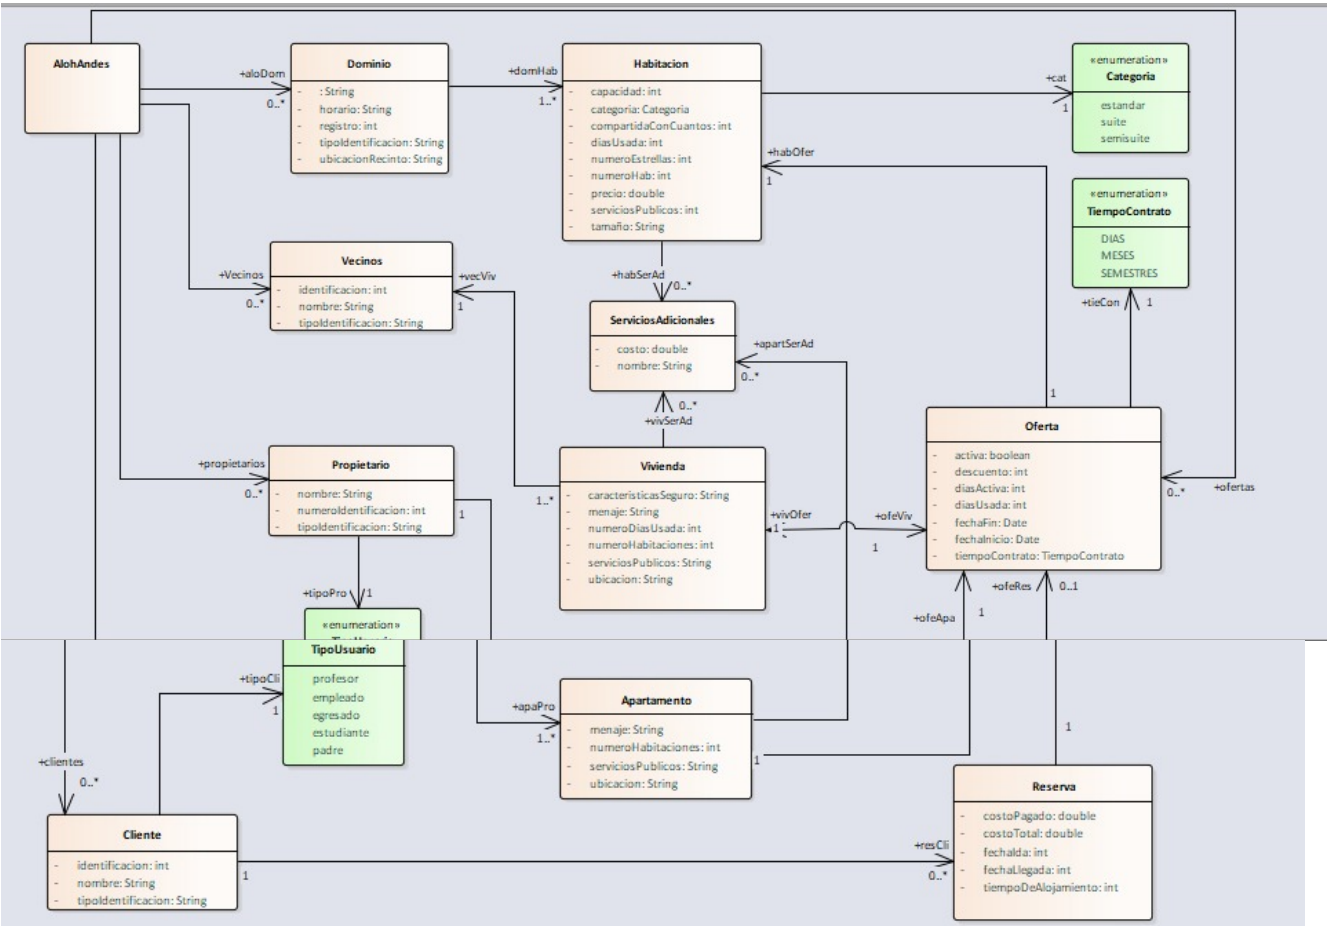 AlohAndes
+aloDom
0..*
Dominio
- : String
- horario: String
- registro: int
- tipoIdentificacion: String
- ubicacionRecinto: String
+domHab
1..*
Habitacion
- capacidad: int
- categoria: Categoria
- compartidaConCuantos: int
- diasUsada: int
- numeroEstrellas: int
- numeroHab: int
- precio: double
- serviciosPublicos: int
- tamaño: String
+cat
1
«enumeration»
Categoria
estandar
suite
semisuite
+habOfer
1
«enumeration»
TiempoContrato
DIAS
MESES
SEMESTRES
+tieCon
1
+Vecinos
0..*
Vecinos
- identificacion: int
- nombre: String
- tipoIdentificacion: String
+vecViv
1
+habSerAd
0..*
ServiciosAdicionales
- costo: double
- nombre: String
+apartSerAd
0..*
0..*
+vivSerAd
1
Oferta
- activa: boolean
- descuento: int
- diasActiva: int
- diasUsada: int
- fechaFin: Date
- fechaInicio: Date
- tiempoContrato: TiempoContrato
0..*
+ofertas
+propietarios
0..*
Propietario
- nombre: String
- numeroIdentificacion: int
- tipoIdentificacion: String
1
1..*
Vivienda
- caracteristicasSeguro: String
- menaje: String
- numeroDiasUsada: int
- numeroHabitaciones: int
- serviciosPublicos: String
- ubicacion: String
+vivOfer
1
+ofeViv
1
+tipoPro
1
«enumeration»
+ofeRes
0..1
+ofeApa
1
TipoUsuario
profesor
empleado
egresado
estudiante
padre
+tipoCli
1
+apaPro
1..*
Apartamento
- menaje: String
- numeroHabitaciones: int
- serviciosPublicos: String
- ubicacion: String
1
1
+clientes
0..*
Cliente
- identificacion: int
- nombre: String
- tipoIdentificacion: String
1
+resCli
0..*
Reserva
- costoPagado: double
- costoTotal: double
- fechaIda: int
- fechaLlegada: int
- tiempoDeAlojamiento: int